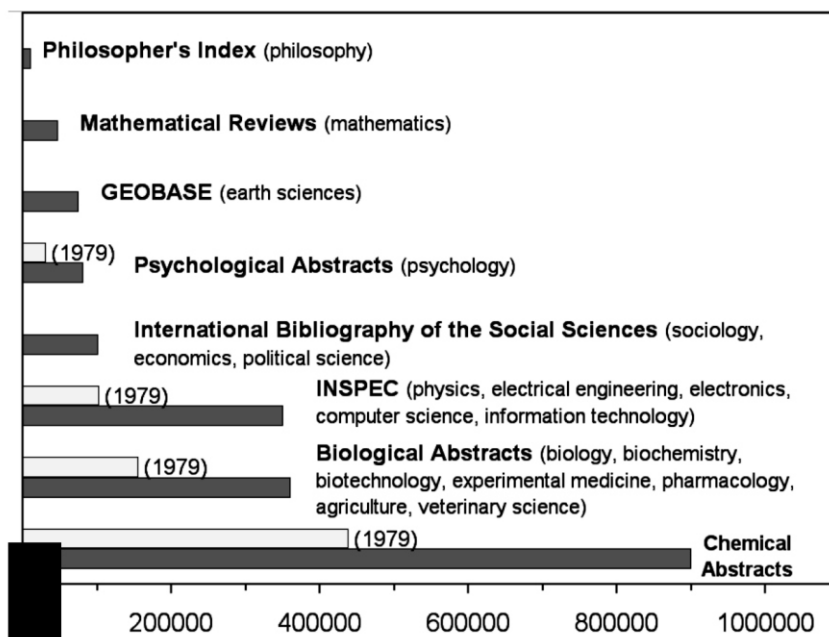 Philosopher's Index (philosophy)
Mathematical Reviews (mathematics)
GEOBASE (earth sciences)
(1979)
Psychological Abstracts (psychology)
International Bibliography of the Social Sciences (sociology,
economics, political science)
(1979)
INSPEC (physics, electrical engineering, electronics,
computer science, information technology)
(1979)
Biological Abstracts (biology, biochemistry,
biotechnology, experimental medicine, pharmacology,
agriculture, veterinary science)
(1979)
Chemical
Abstracts
200000 400000 600000 800000 1000000